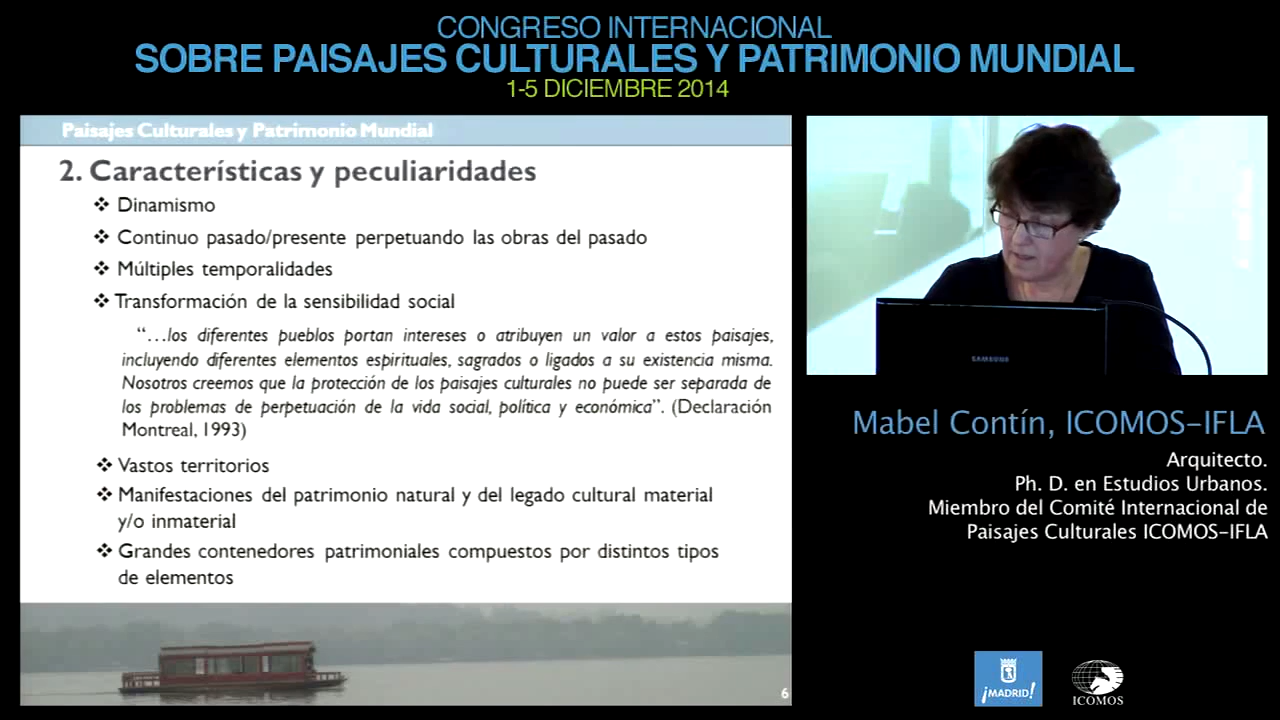 CONGRESO INTERNACIONAL
SOBRE PAISAJES CULTURALES Y PATRIMONIO MUNDIAL
1-5 DICIEMBRE 2014
Paisajes Culturales y Patrimonio Mundial
2. Características y peculiaridades
❖ Dinamismo
❖ Continuo pasado/presente perpetuando las obras del pasado
❖ Múltiples temporalidades
❖ Transformación de la sensibilidad social
“…los diferentes pueblos portan intereses o atribuyen un valor a estos paisajes,
incluyendo diferentes elementos espirituales, sagrados o ligados a su existencia misma.
Nosotros creemos que la protección de los paisajes culturales no puede ser separada de
los problemas de perpetuación de la vida social, política y económica”. (Declaración
Montreal, 1993)
❖ Vastos territorios
❖ Manifestaciones del patrimonio natural y del legado cultural material
y/o inmaterial
❖ Grandes contenedores patrimoniales compuestos por distintos tipos
de elementos
6
SAMSUNG
Mabel Contín, ICOMOS-IFLA
Arquitecto.
Ph. D. en Estudios Urbanos.
Miembro del Comité Internacional de
Paisajes Culturales ICOMOS-IFLA
¡MADRID!
ICOMOS